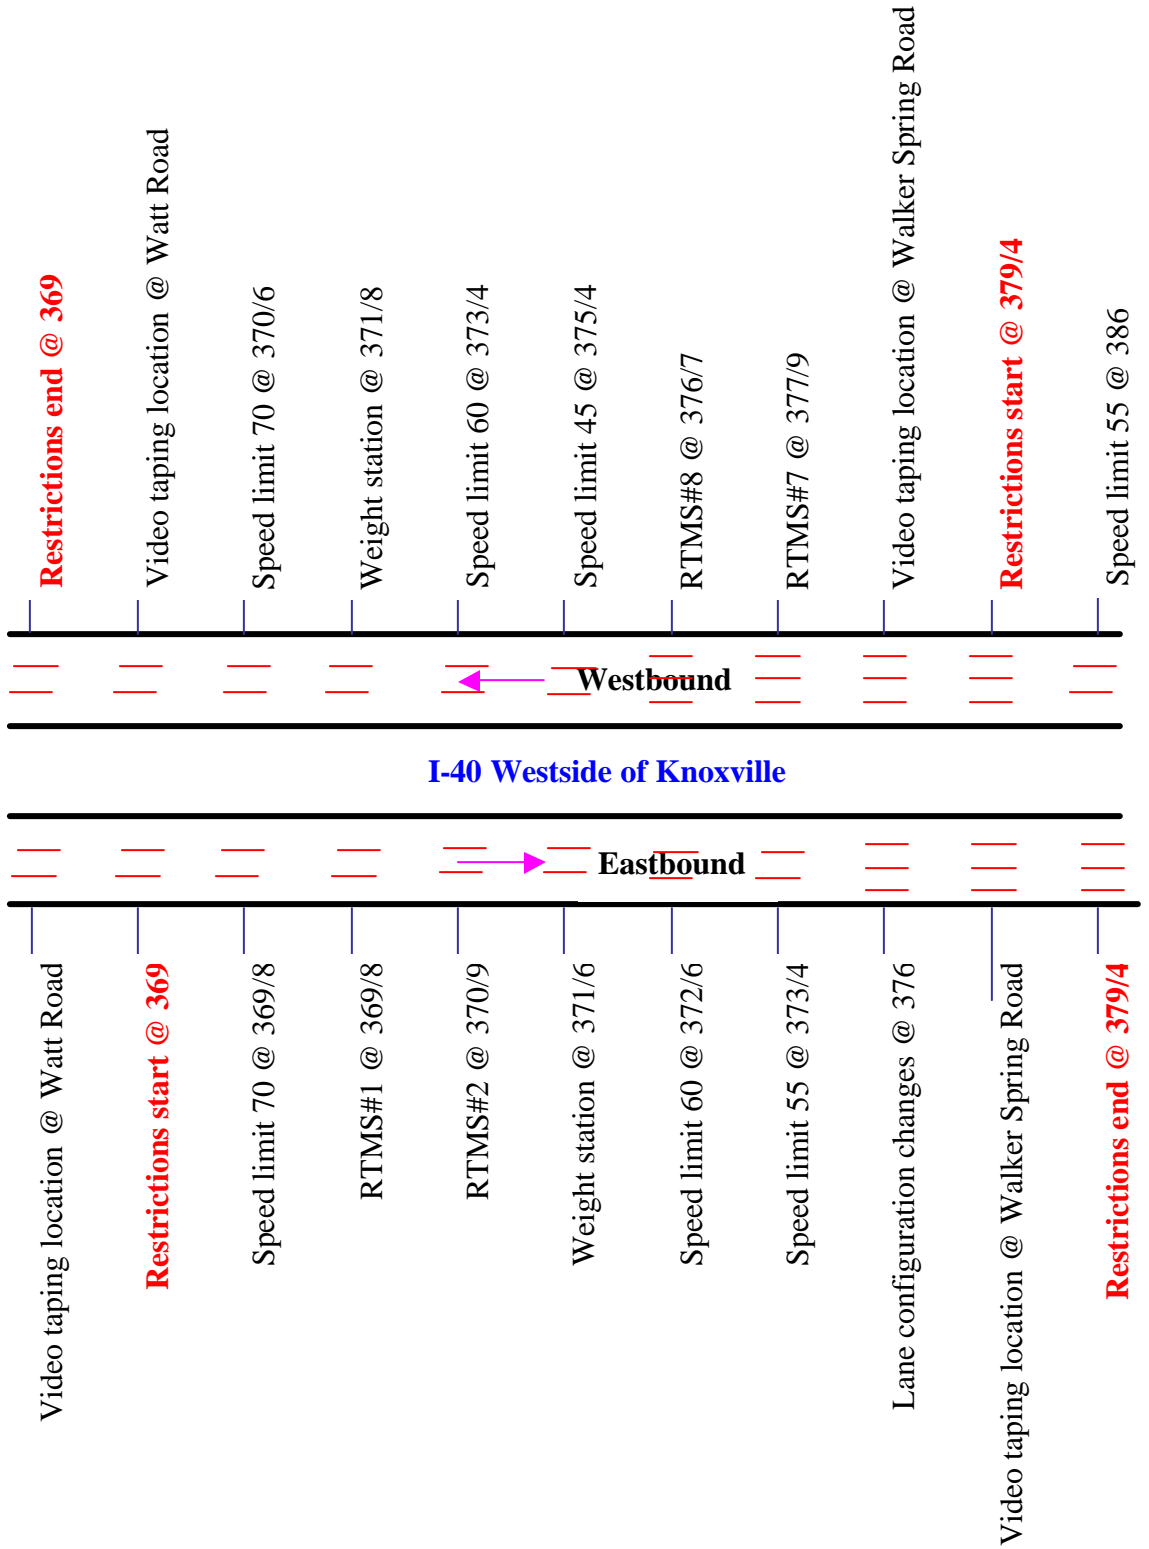 Restrictions end @ 369
Video taping location @ Watt Road
Speed limit 70 @ 370/6
Weight station @ 371/8
Speed limit 60 @ 373/4
Speed limit 45 @ 375/4
RTMS#8 @ 376/7
RTMS#7 @ 377/9
Video taping location @ Walker Spring Road
Restrictions start @ 379/4
Speed limit 55 @ 386
Westbound
I-40 Westside of Knoxville
Eastbound
Video taping location @ Watt Road
Restrictions start @ 369
Speed limit 70 @ 369/8
RTMS#1 @ 369/8
RTMS#2 @ 370/9
Weight station @ 371/6
Speed limit 60 @ 372/6
Speed limit 55 @ 373/4
Lane configuration changes @ 376
Video taping location @ Walker Spring Road
Restrictions end @ 379/4